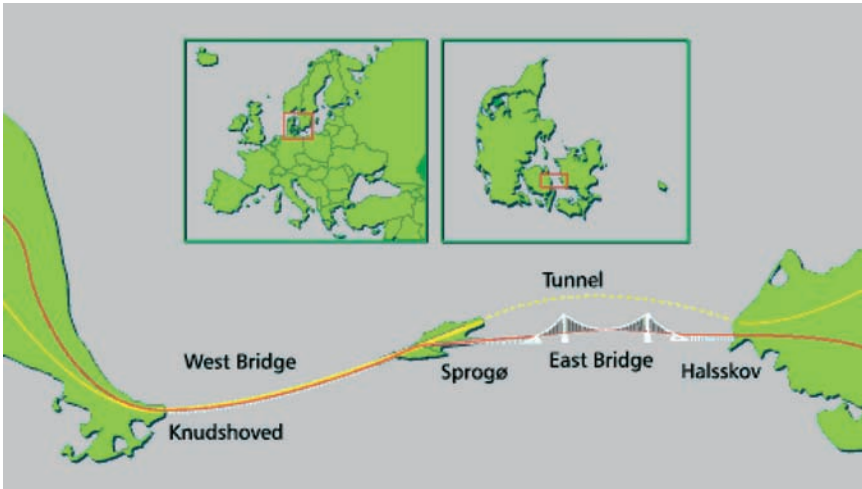 Tunnel
West Bridge
Sprogø
East Bridge
Halsskov
Knudshoved